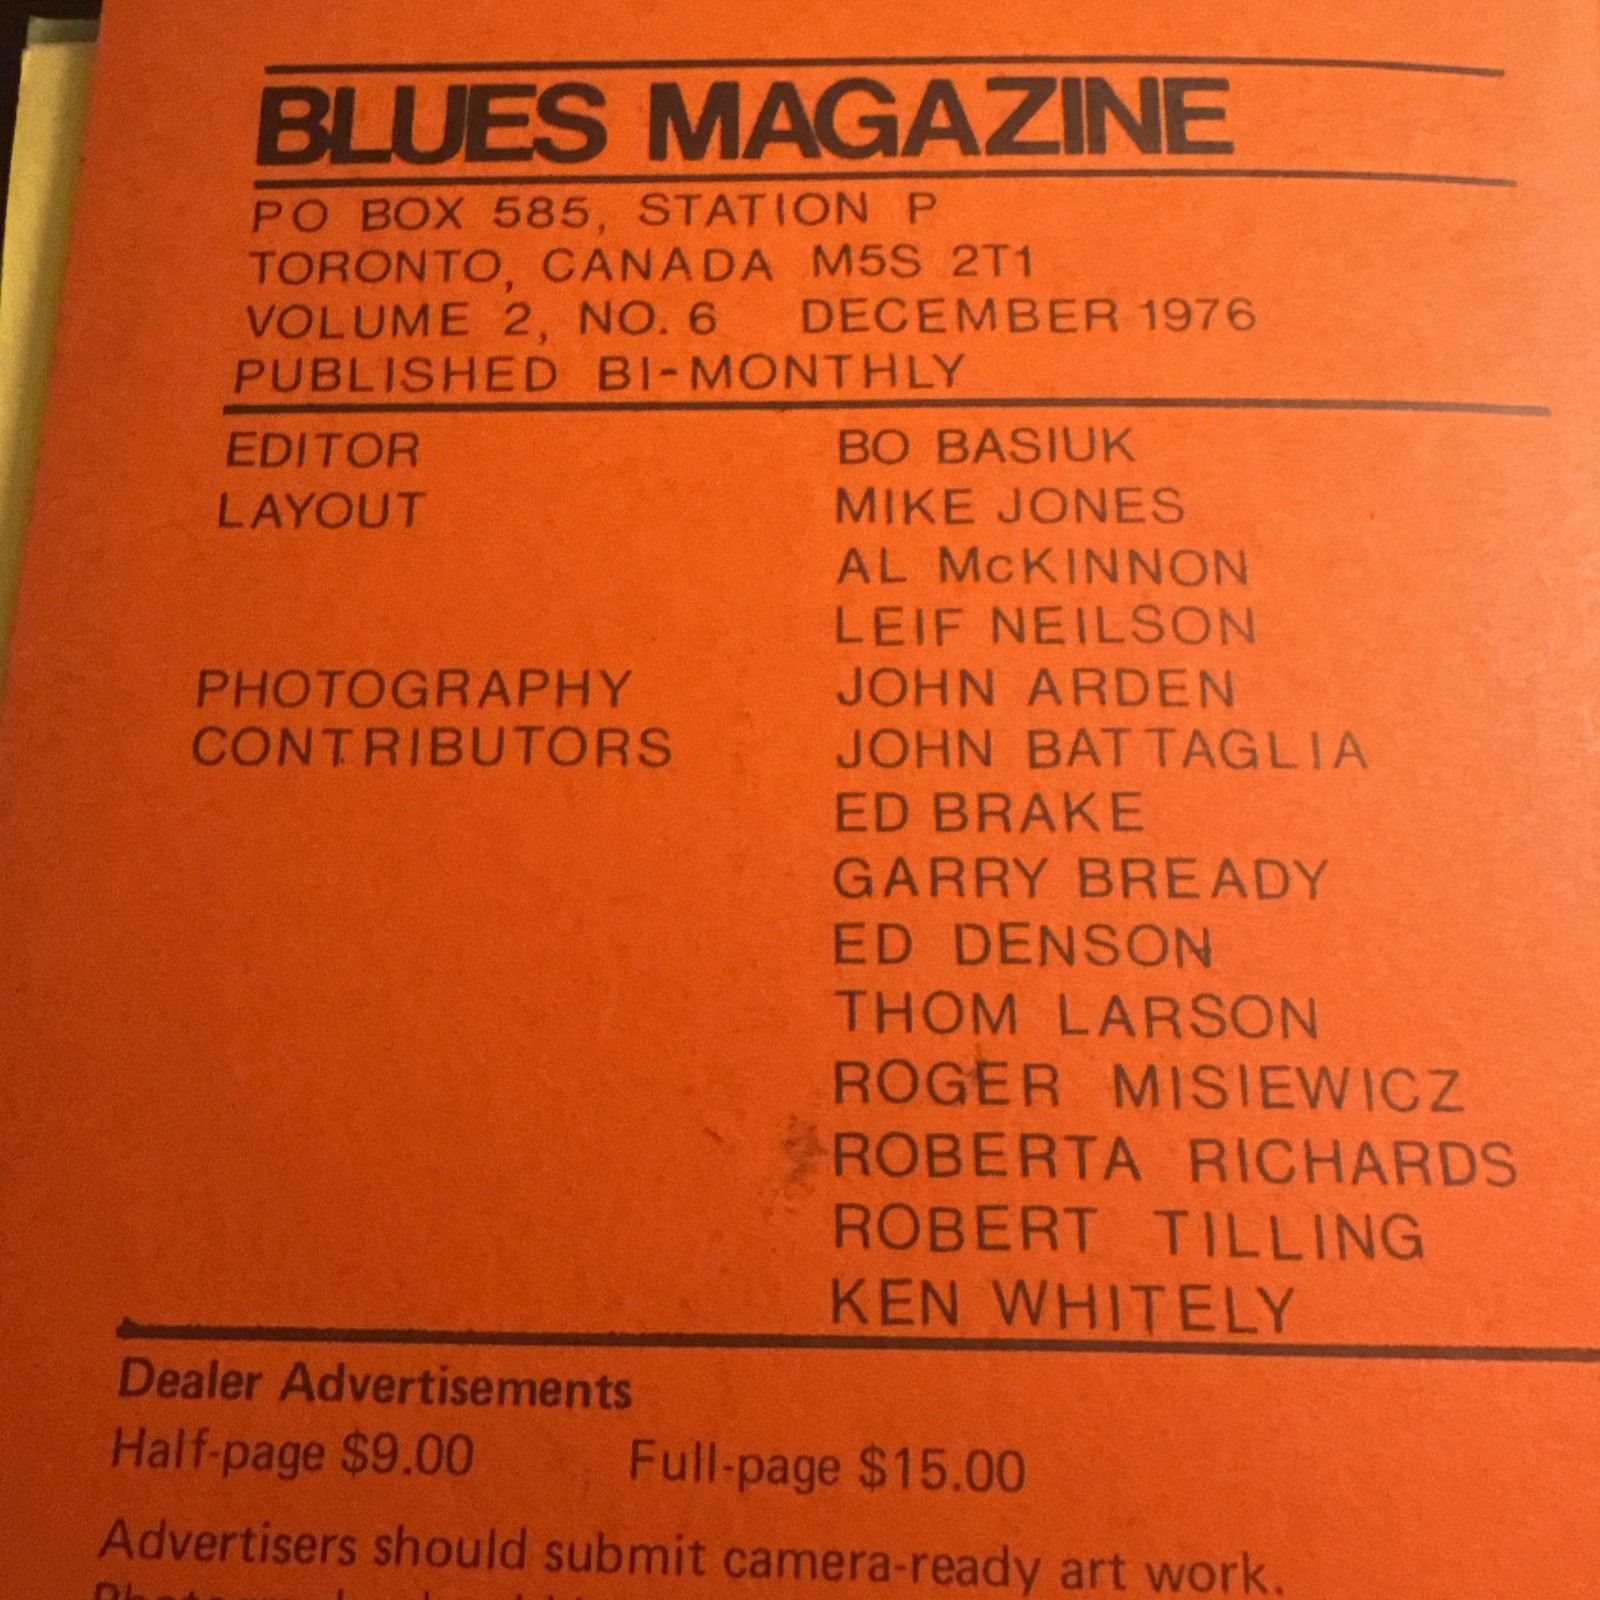 BLUES MAGAZINE
PO BOX 585, STATION P
TORONTO, CANADA M5S 2T1
VOLUME 2, NO. 6 DECEMBER 1976
PUBLISHED BI-MONTHLY
EDITOR BO BASIUK
LAYOUT MIKE JONES
AL McKINNON
LEIF NEILSON
PHOTOGRAPHY JOHN ARDEN
CONTRIBUTORS JOHN BATTAGLIA
ED BRAKE
GARRY BREADY
ED DENSON
THOM LARSON
ROGER MISIEWICZ
ROBERTA RICHARDS
ROBERT TILLING
KEN WHITELY
Dealer Advertisements
Half-page $9.00 Full-page $15.00
Advertisers should submit camera-ready art work.